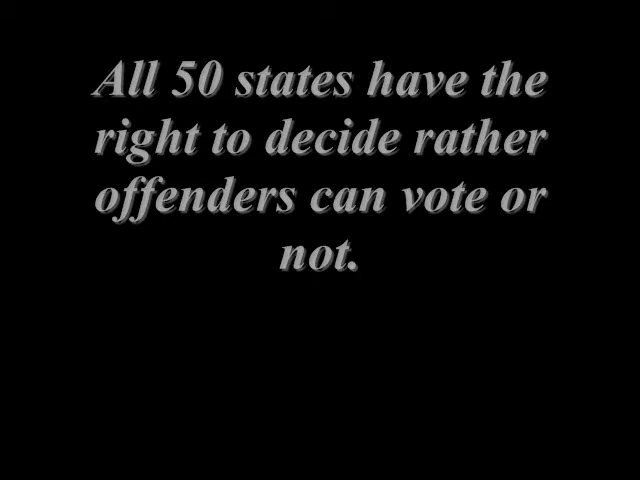 All 50 states have the
right to decide rather
offenders can vote or
not.